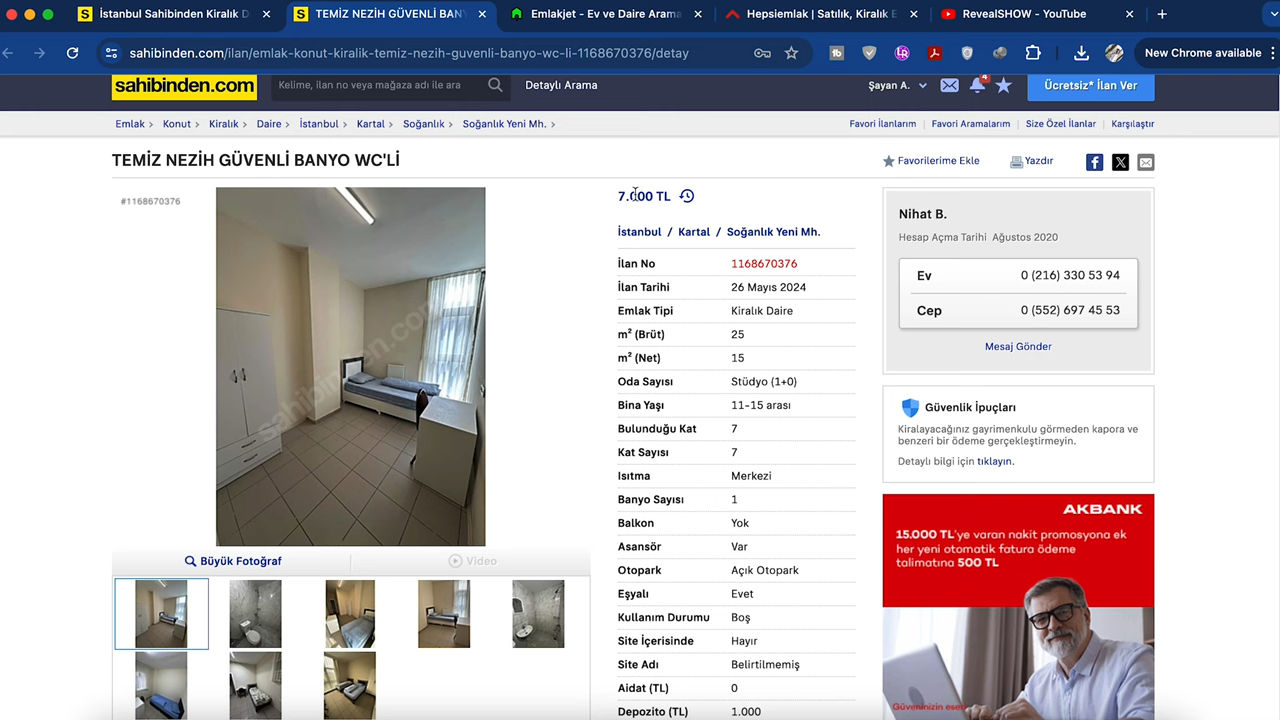 İstanbul Sahibinden Kiralık D
TEMİZ NEZİH GÜVENLİ BAN
Emlakjet - Ev ve Daire Arama
Hepsiemlak | Satılık, Kiralık E
RevealSHOW - YouTube
sahibinden.com/ilan/emlak-konut-kiralik-temiz-nezih-guvenli-banyo-wc-li-1168670376/detay
New Chrome available
sahibinden.com
Kelime, ilan no veya mağaza adı ile ara
Detaylı Arama
Şayan A.
4
Ücretsiz* İlan Ver
Emlak
Konut
Kiralık
Daire
İstanbul
Kartal
Soğanlık
Soğanlık Yeni Mh.
Favori İlanlarım
Favori Aramalarım
Size Özel İlanlar
Karşılaştır
TEMİZ NEZİH GÜVENLİ BANYO WC'Lİ
Favorilerime Ekle
Yazdır
#1168670376
sahibinden.com
7.000 TL
İstanbul / Kartal / Soğanlık Yeni Mh.
İlan No 1168670376
İlan Tarihi 26 Mayıs 2024
Emlak Tipi Kiralık Daire
m² (Brüt) 25
m² (Net) 15
Oda Sayısı Stüdyo (1+0)
Bina Yaşı 11-15 arası
Bulunduğu Kat 7
Kat Sayısı 7
Isıtma Merkezi
Banyo Sayısı 1
Balkon Yok
Asansör Var
Otopark Açık Otopark
Eşyalı Evet
Kullanım Durumu Boş
Site İçerisinde Hayır
Site Adı Belirtilmemiş
Aidat (TL) 0
Depozito (TL) 1.000
Büyük Fotoğraf
Video
Nihat B.
Hesap Açma Tarihi Ağustos 2020
Ev 0 (216) 330 53 94
Cep 0 (552) 697 45 53
Mesaj Gönder
Güvenlik İpuçları
Kiralayacağınız gayrimenkulu görmeden kapora ve
benzeri bir ödeme gerçekleştirmeyin.
Detaylı bilgi için tıklayın.
AKBANK
15.000 TL'ye varan nakit promosyona ek
her yeni otomatik fatura ödeme
talimatına 500 TL